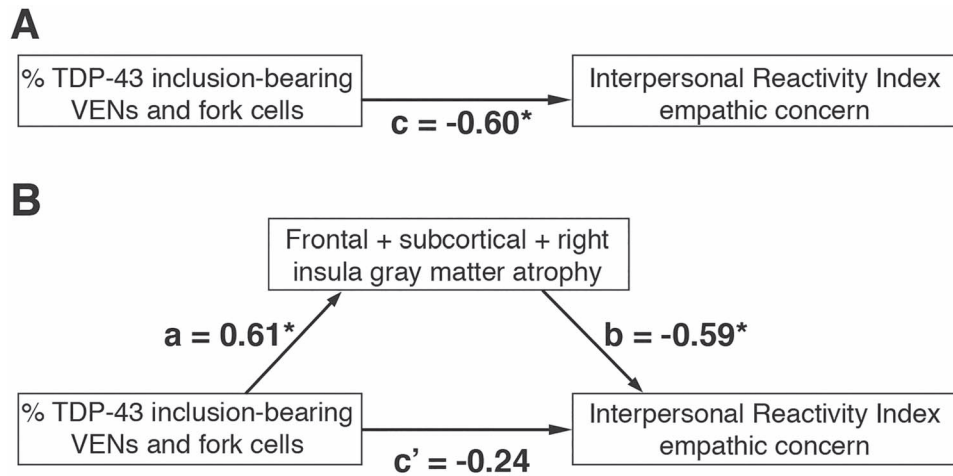 A
% TDP-43 inclusion-bearing
VENs and fork cells
c = -0.60*
Interpersonal Reactivity Index
empathic concern
B
Frontal + subcortical + right
insula gray matter atrophy
a = 0.61*
b = -0.59*
% TDP-43 inclusion-bearing
VENs and fork cells
c’ = -0.24
Interpersonal Reactivity Index
empathic concern